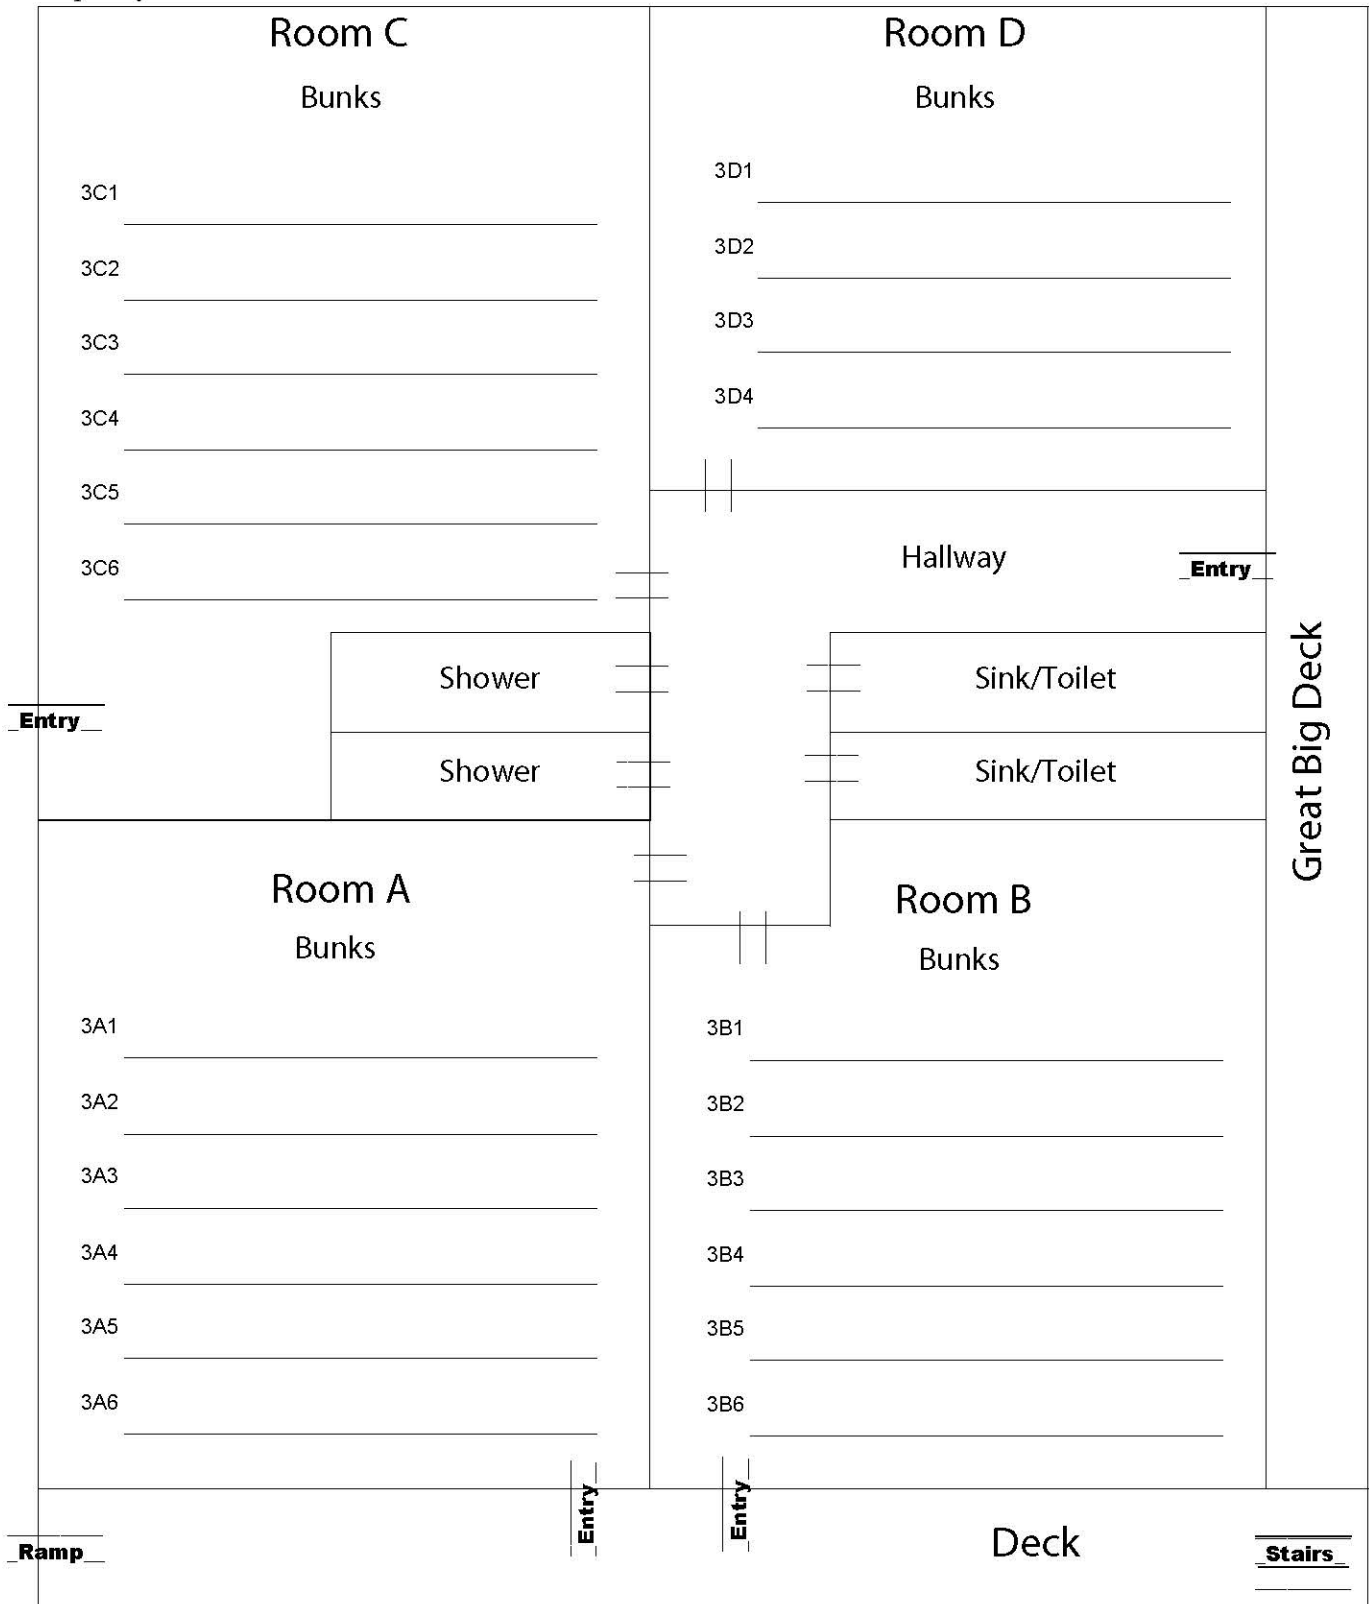 Room C
Bunks
3C1
3C2
3C3
3C4
3C5
3C6
Room D
Bunks
3D1
3D2
3D3
3D4
Hallway
Entry
Shower
Shower
Entry
Sink/Toilet
Sink/Toilet
Great Big Deck
Room A
Bunks
3A1
3A2
3A3
3A4
3A5
3A6
Room B
Bunks
3B1
3B2
3B3
3B4
3B5
3B6
Entry
Entry
Ramp
Deck
Stairs